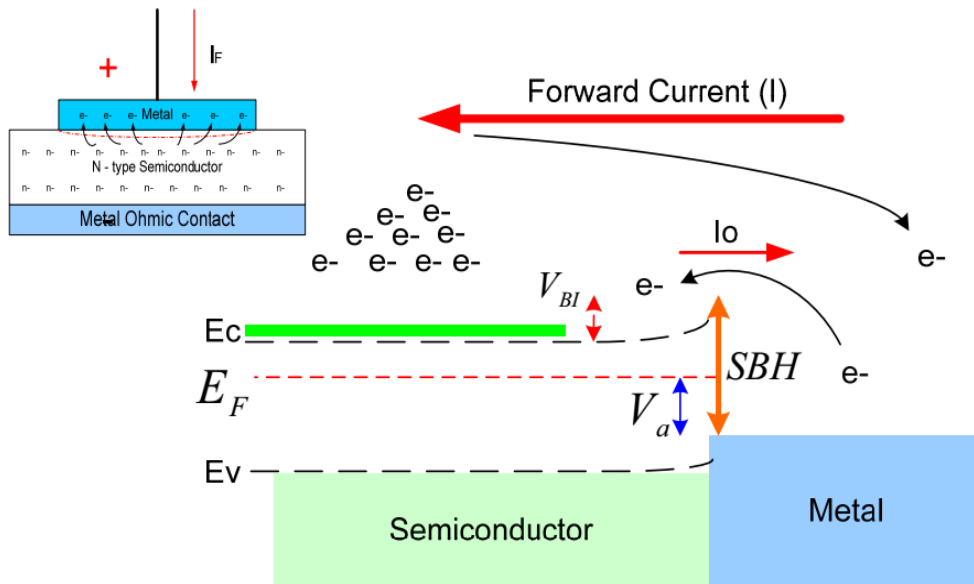 +
IF
Metal
e- e- e- e- e- e-
n- n- n- n- n- n- n- n- n- n-
N - type Semiconductor
n- n- n- n- n- n- n- n- n-
Metal Ohmic Contact
-
Forward Current (I)
e-
e- e-
e- e- e-
e- e- e- e-
Io
e-
e-
VBI
Ec
EF
SBH
e-
Va
Ev
Semiconductor
Metal